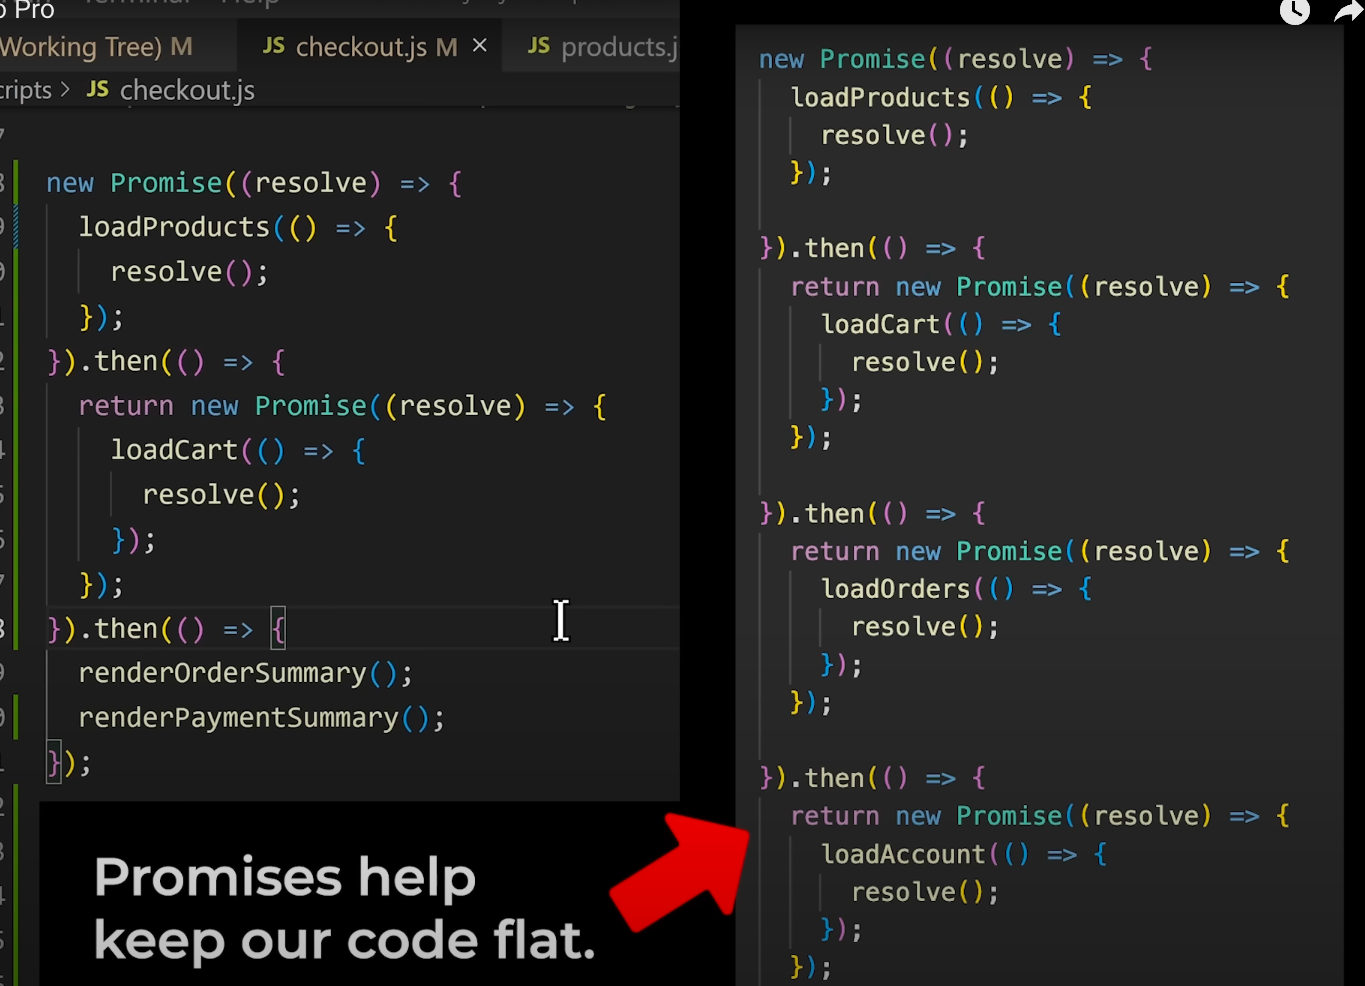 Pro
Working Tree) M
JS checkout.js M ×
JS products.j
cripts > JS checkout.js
new Promise((resolve) => {
  loadProducts(() => {
    resolve();
  });
}).then(() => {
  return new Promise((resolve) => {
    loadCart(() => {
      resolve();
    });
  });
}).then(() => {
  renderOrderSummary();
  renderPaymentSummary();
});
Promises help
keep our code flat.
new Promise((resolve) => {
  loadProducts(() => {
    resolve();
  });
}).then(() => {
  return new Promise((resolve) => {
    loadCart(() => {
      resolve();
    });
  });
}).then(() => {
  return new Promise((resolve) => {
    loadOrders(() => {
      resolve();
    });
  });
}).then(() => {
  return new Promise((resolve) => {
    loadAccount(() => {
      resolve();
    });
  });